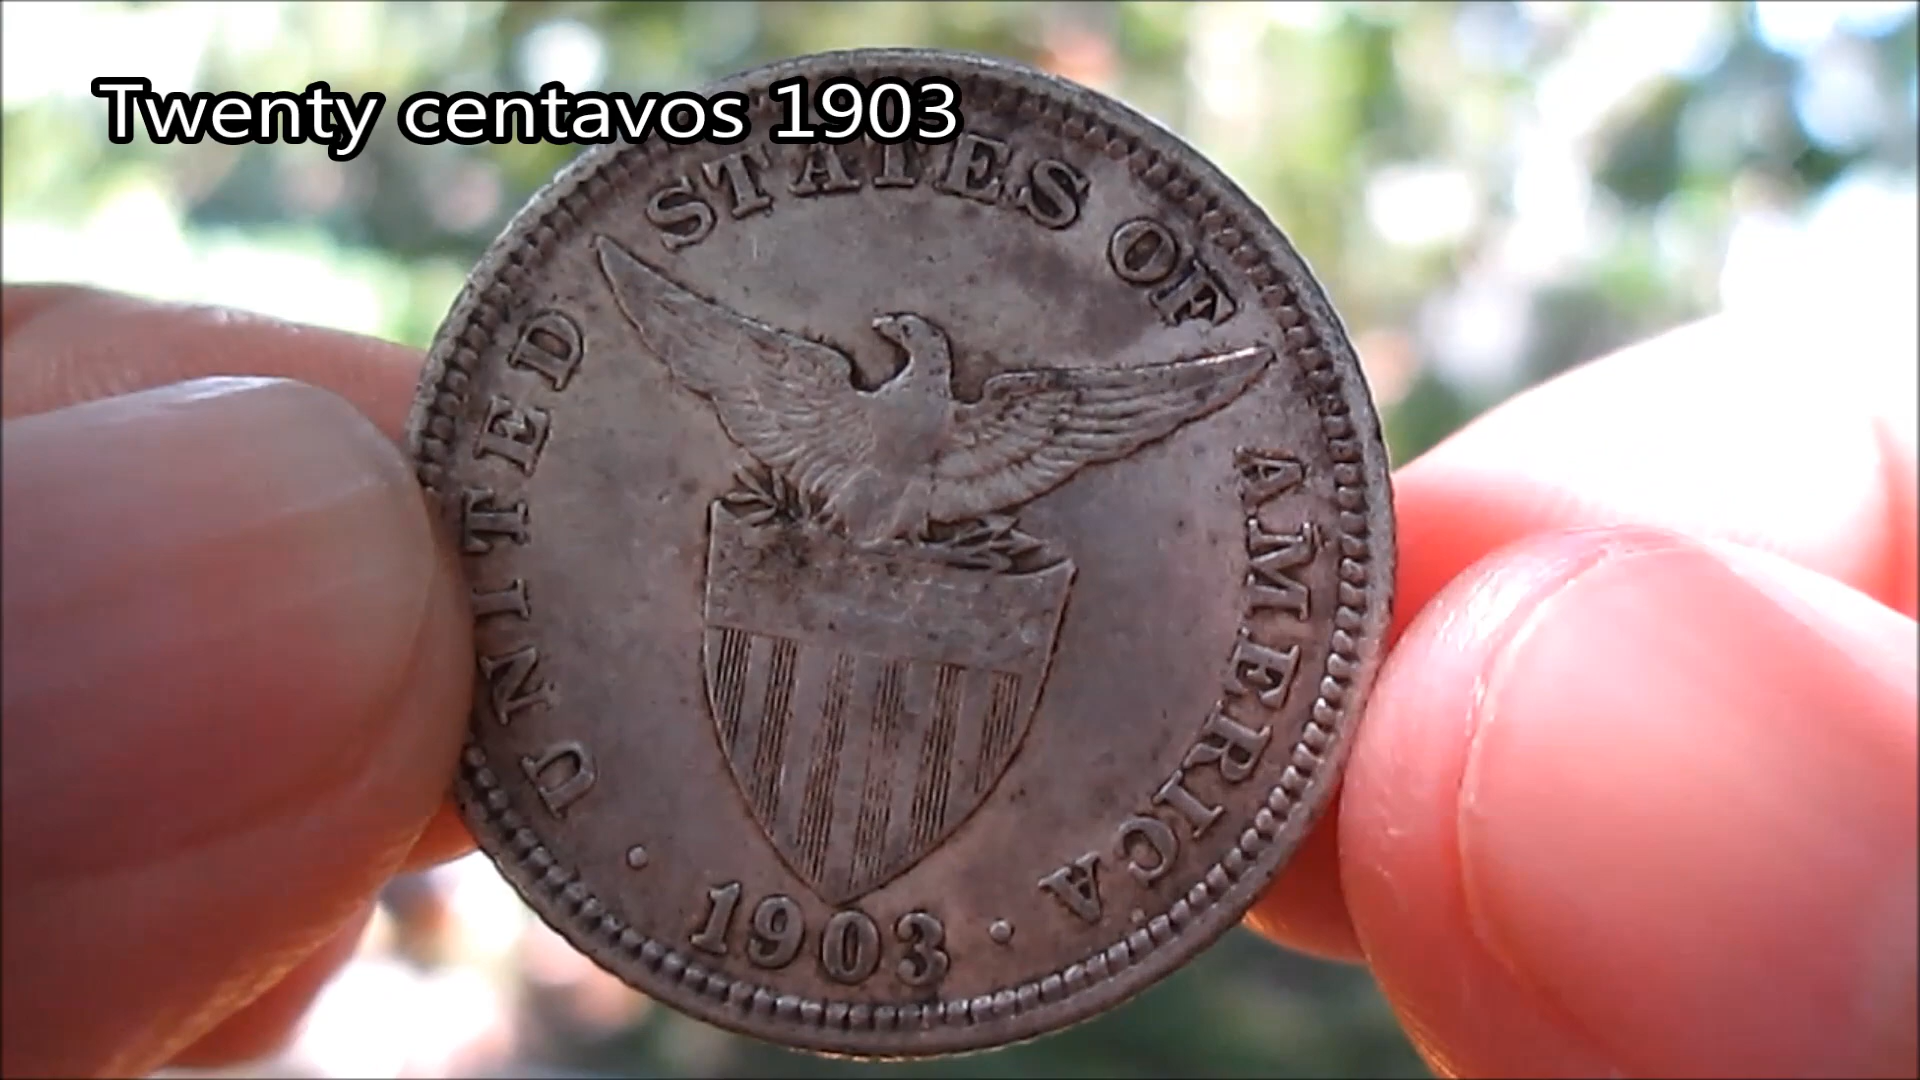 Twenty centavos 1903
UNITED STATES OF AMERICA
· 1903 ·